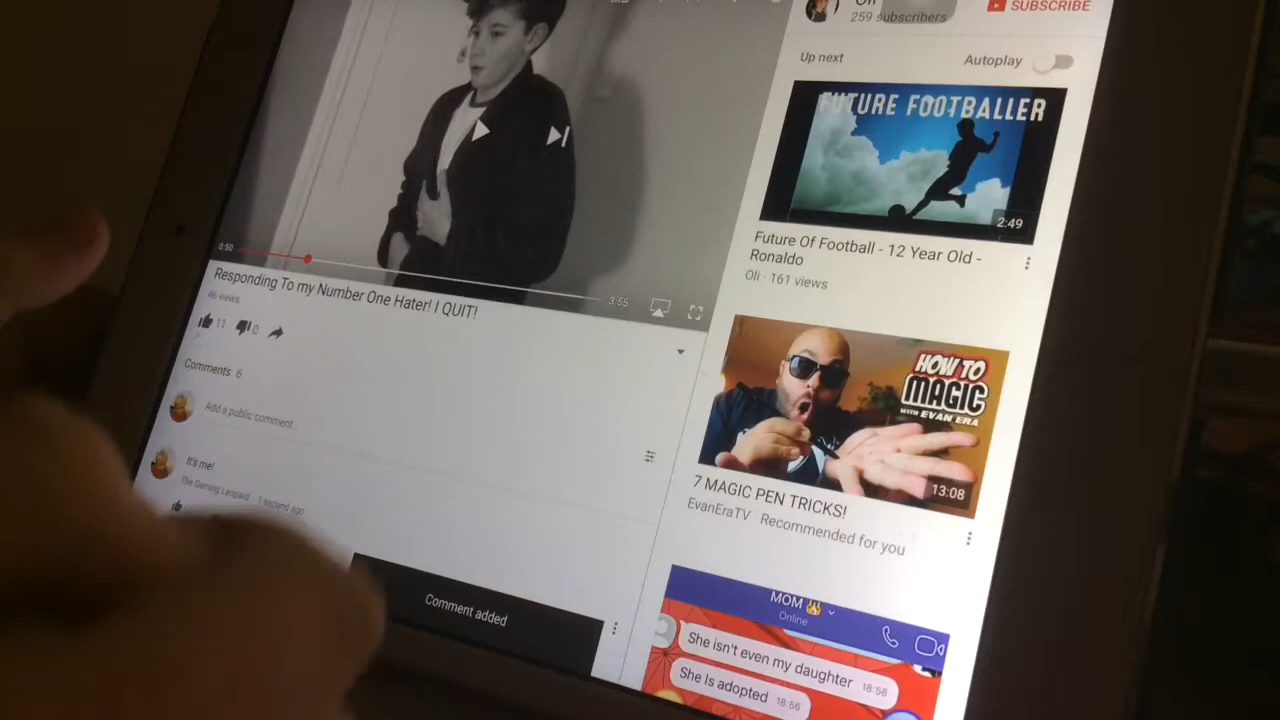 Oli
259 subscribers
SUBSCRIBE
Up next
Autoplay
FUTURE FOOTBALLER
2:49
Future Of Football - 12 Year Old -
Ronaldo
Oli · 161 views
0:50
3:55
Responding To my Number One Hater! I QUIT!
46 views
11
0
Comments 6
Add a public comment...
It's me!
The Gaming Leopard · 1 second ago
Comment added
HOW TO
MAGIC
WITH EVAN ERA
13:08
7 MAGIC PEN TRICKS!
EvanEraTV · Recommended for you
MOM
Online
She isn't even my daughter 18:56
She is adopted 18:56